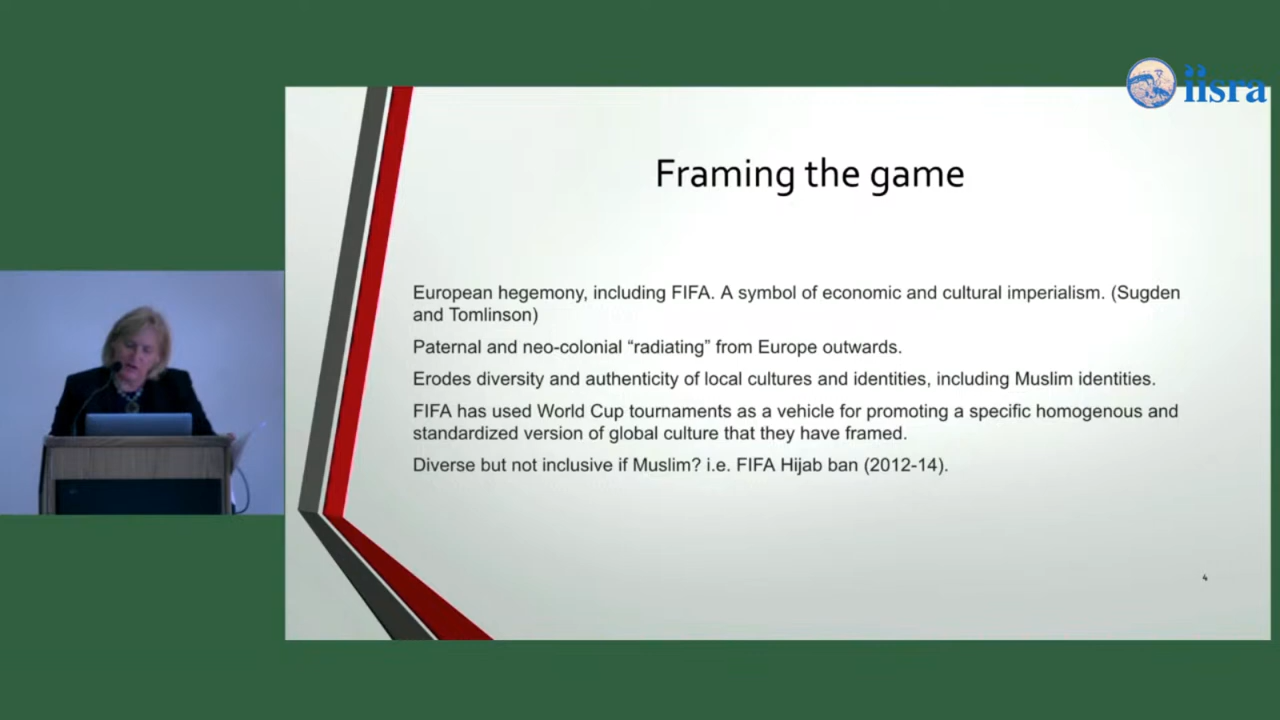 iisra
Framing the game
European hegemony, including FIFA. A symbol of economic and cultural imperialism. (Sugden
and Tomlinson)
Paternal and neo-colonial “radiating” from Europe outwards.
Erodes diversity and authenticity of local cultures and identities, including Muslim identities.
FIFA has used World Cup tournaments as a vehicle for promoting a specific homogenous and
standardized version of global culture that they have framed.
Diverse but not inclusive if Muslim? i.e. FIFA Hijab ban (2012-14).
4